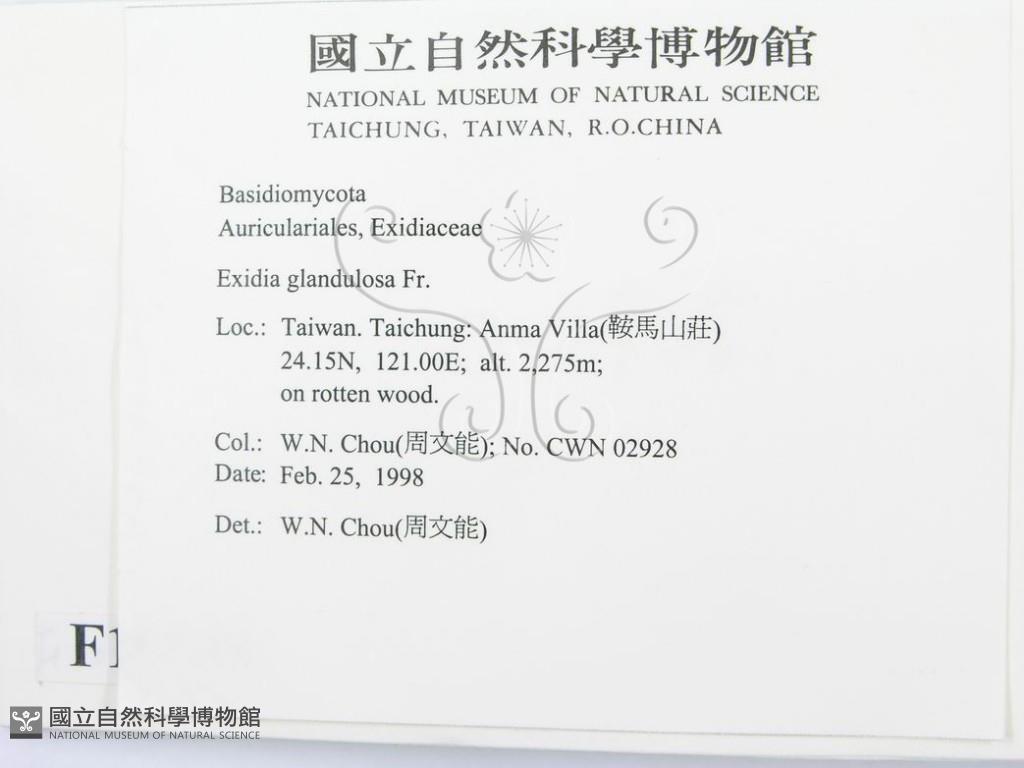 國立自然科學博物館
NATIONAL MUSEUM OF NATURAL SCIENCE
TAICHUNG, TAIWAN, R.O.CHINA
Basidiomycota
Auriculariales, Exidiaceae
Exidia glandulosa Fr.
Loc.: Taiwan. Taichung: Anma Villa(鞍馬山莊)
24.15N, 121.00E; alt. 2,275m;
on rotten wood.
Col.: W.N. Chou(周文能); No. CWN 02928
Date: Feb. 25, 1998
Det.: W.N. Chou(周文能)
國立自然科學博物館
NATIONAL MUSEUM OF NATURAL SCIENCE